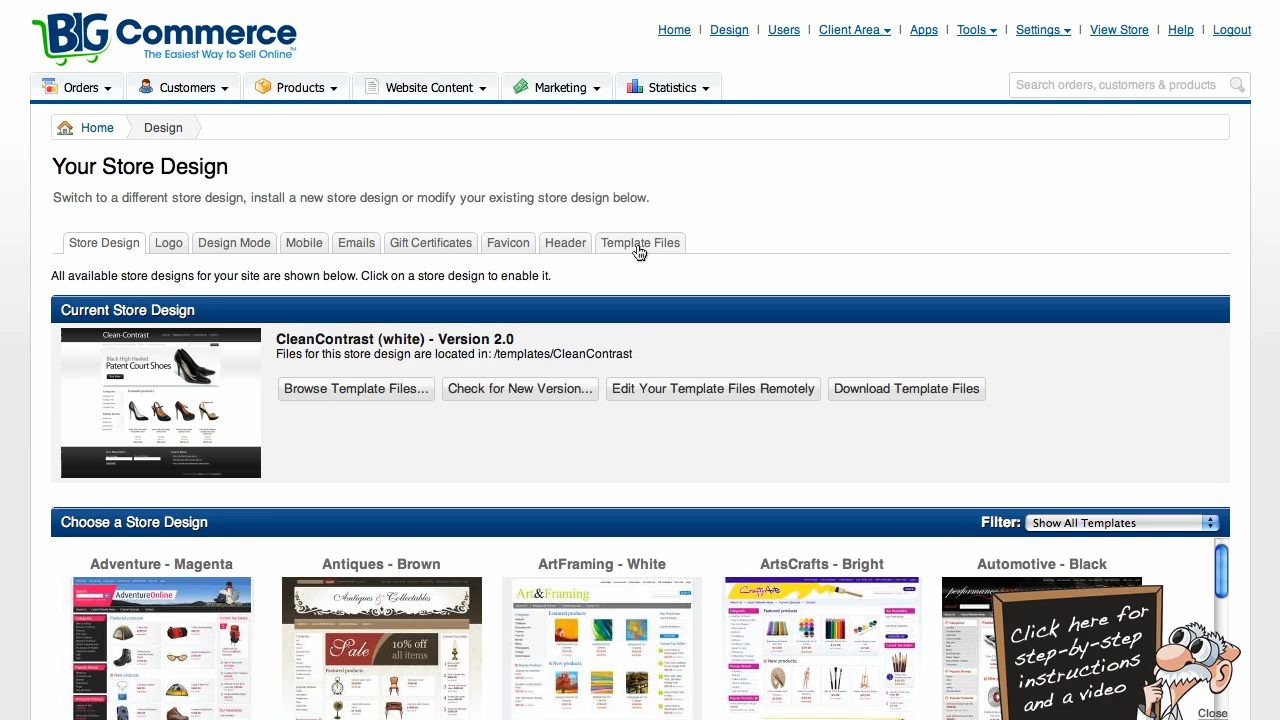 BIG Commerce
The Easiest Way to Sell Online™
Home | Design | Users | Client Area | Apps | Tools | Settings | View Store | Help | Logout
Orders Customers Products Website Content Marketing Statistics
Search orders, customers & products
Home Design
Your Store Design
Switch to a different store design, install a new store design or modify your existing store design below.
Store Design Logo Design Mode Mobile Emails Gift Certificates Favicon Header Template Files
All available store designs for your site are shown below. Click on a store design to enable it.
Current Store Design
Clean-Contrast
Black High Heeled
Patent Court Shoes
CleanContrast (white) - Version 2.0
Files for this store design are located in: /templates/CleanContrast
Browse Template Files... Check for New Version... Edit Your Template Files Remotely Download Template Files
Choose a Store Design
Filter: Show All Templates
Adventure - Magenta Antiques - Brown ArtFraming - White ArtsCrafts - Bright Automotive - Black
AdventureOnline
Antiques & Collectables
Sale 10% off
all items
Art&Framing
Featured products
New products
Click here for
step-by-step
instructions
and a video
close